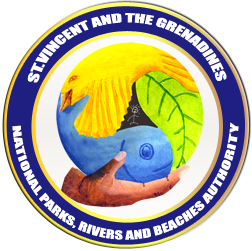 ST.VINCENT AND THE GRENADINES
NATIONAL PARKS, RIVERS AND BEACHES AUTHORITY